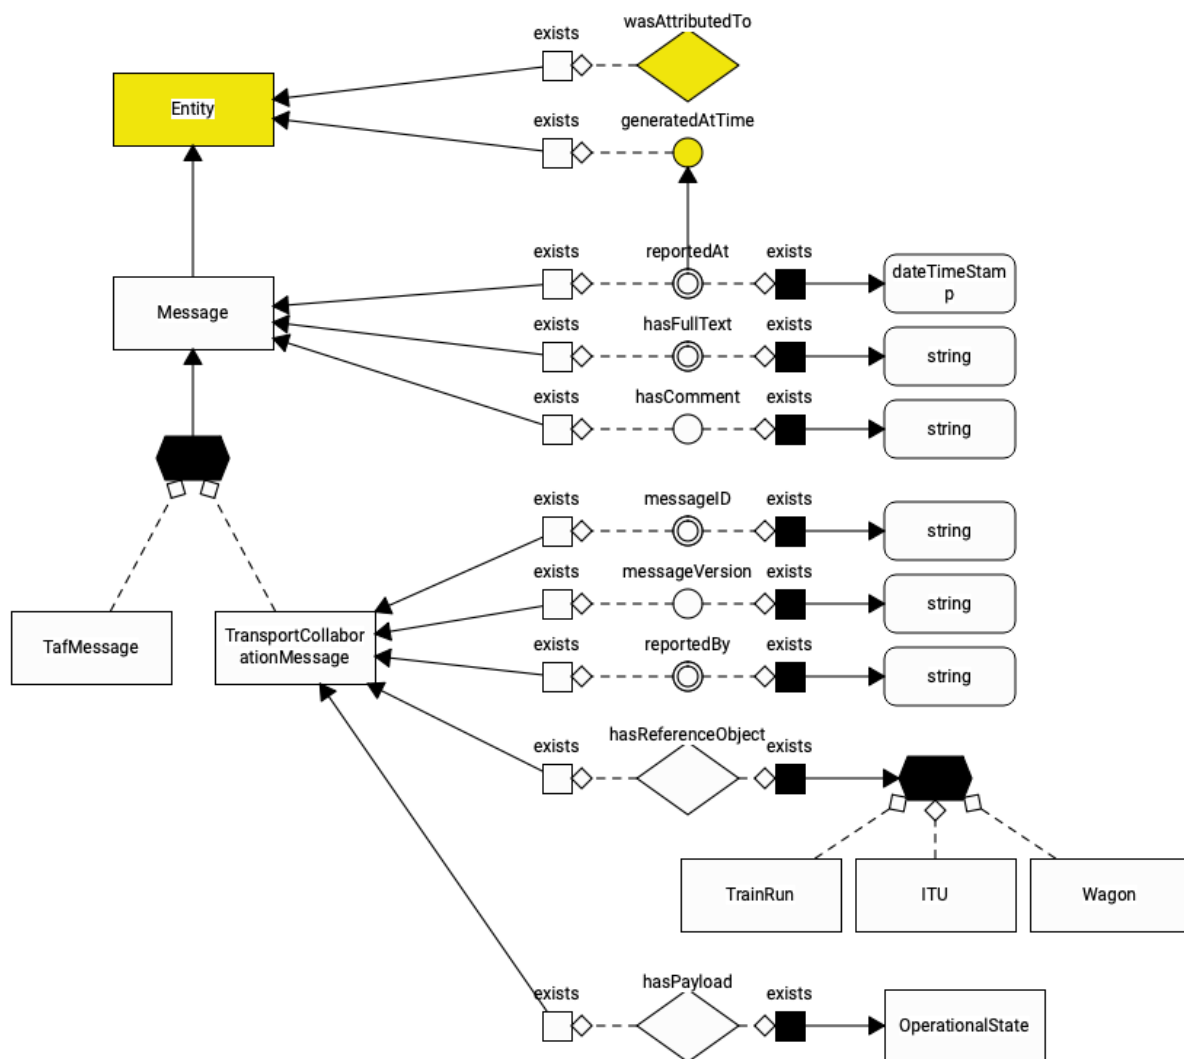 wasAttributedTo
exists
Entity
generatedAtTime
exists
reportedAt
exists
exists
dateTimeStam
p
Message
hasFullText
exists
exists
string
hasComment
exists
exists
string
messageID
exists
exists
string
messageVersion
exists
exists
string
TafMessage
TransportCollabor
ationMessage
reportedBy
exists
exists
string
hasReferenceObject
exists
exists
TrainRun
ITU
Wagon
hasPayload
exists
exists
OperationalState